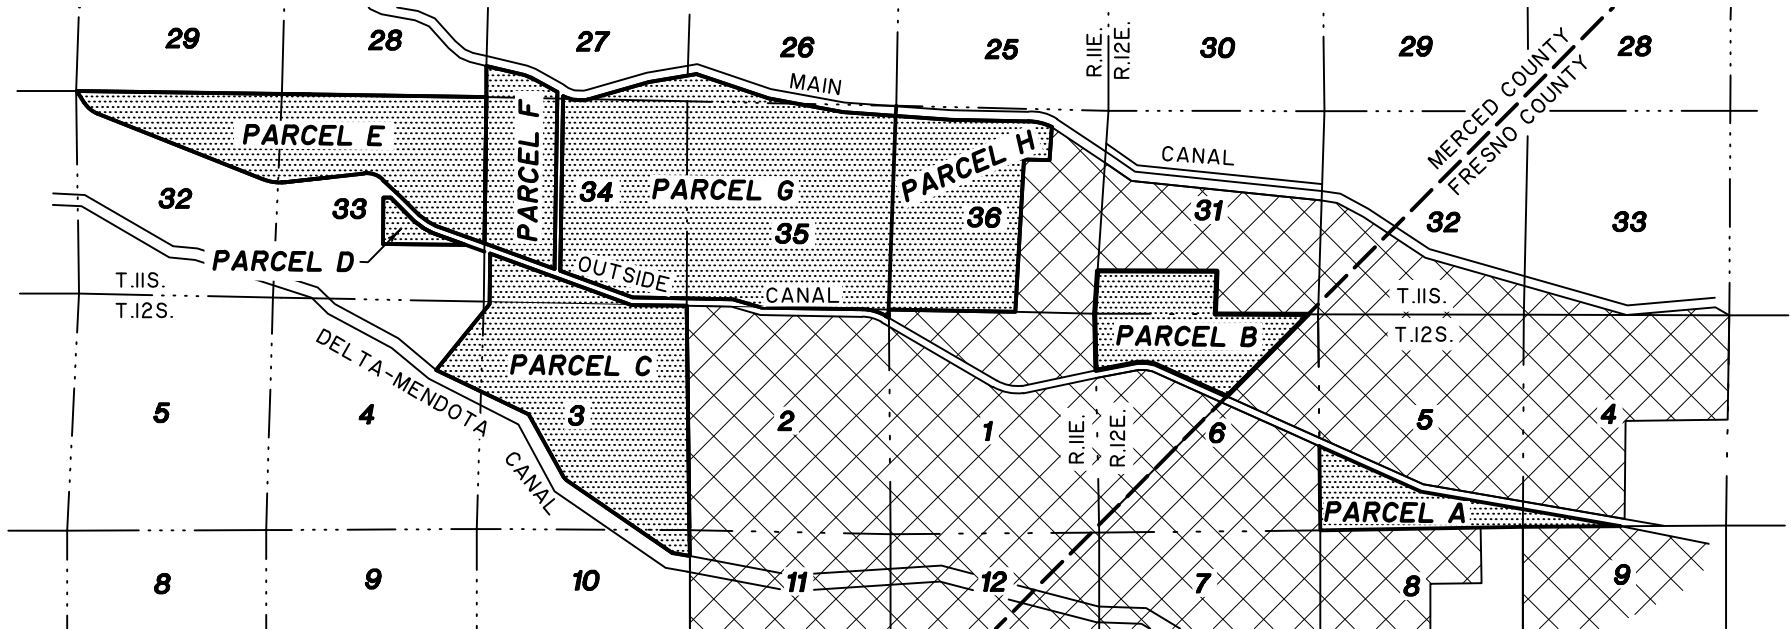 29
28
27
26
25
R.11E.
R.12E.
30
29
28
MAIN
MERCED COUNTY
FRESNO COUNTY
PARCEL E
PARCEL F
PARCEL H
CANAL
32
33
34
PARCEL G
35
36
31
32
33
PARCEL D
OUTSIDE
CANAL
T.11S.
T.12S.
T.11S.
T.12S.
DELTA-MENDOTA
CANAL
PARCEL C
PARCEL B
5
4
3
2
1
R.11E.
R.12E.
6
5
4
PARCEL A
8
9
10
11
12
7
8
9